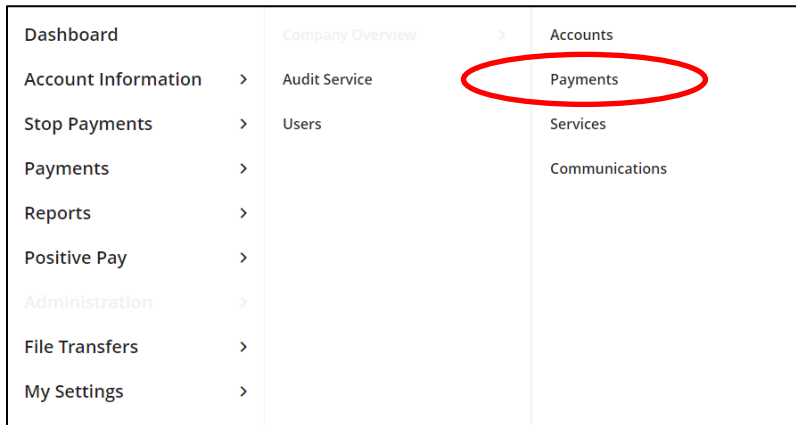 Dashboard
Account Information
Stop Payments
Payments
Reports
Positive Pay
Administration
File Transfers
My Settings
Company Overview
Audit Service
Users
Accounts
Payments
Services
Communications